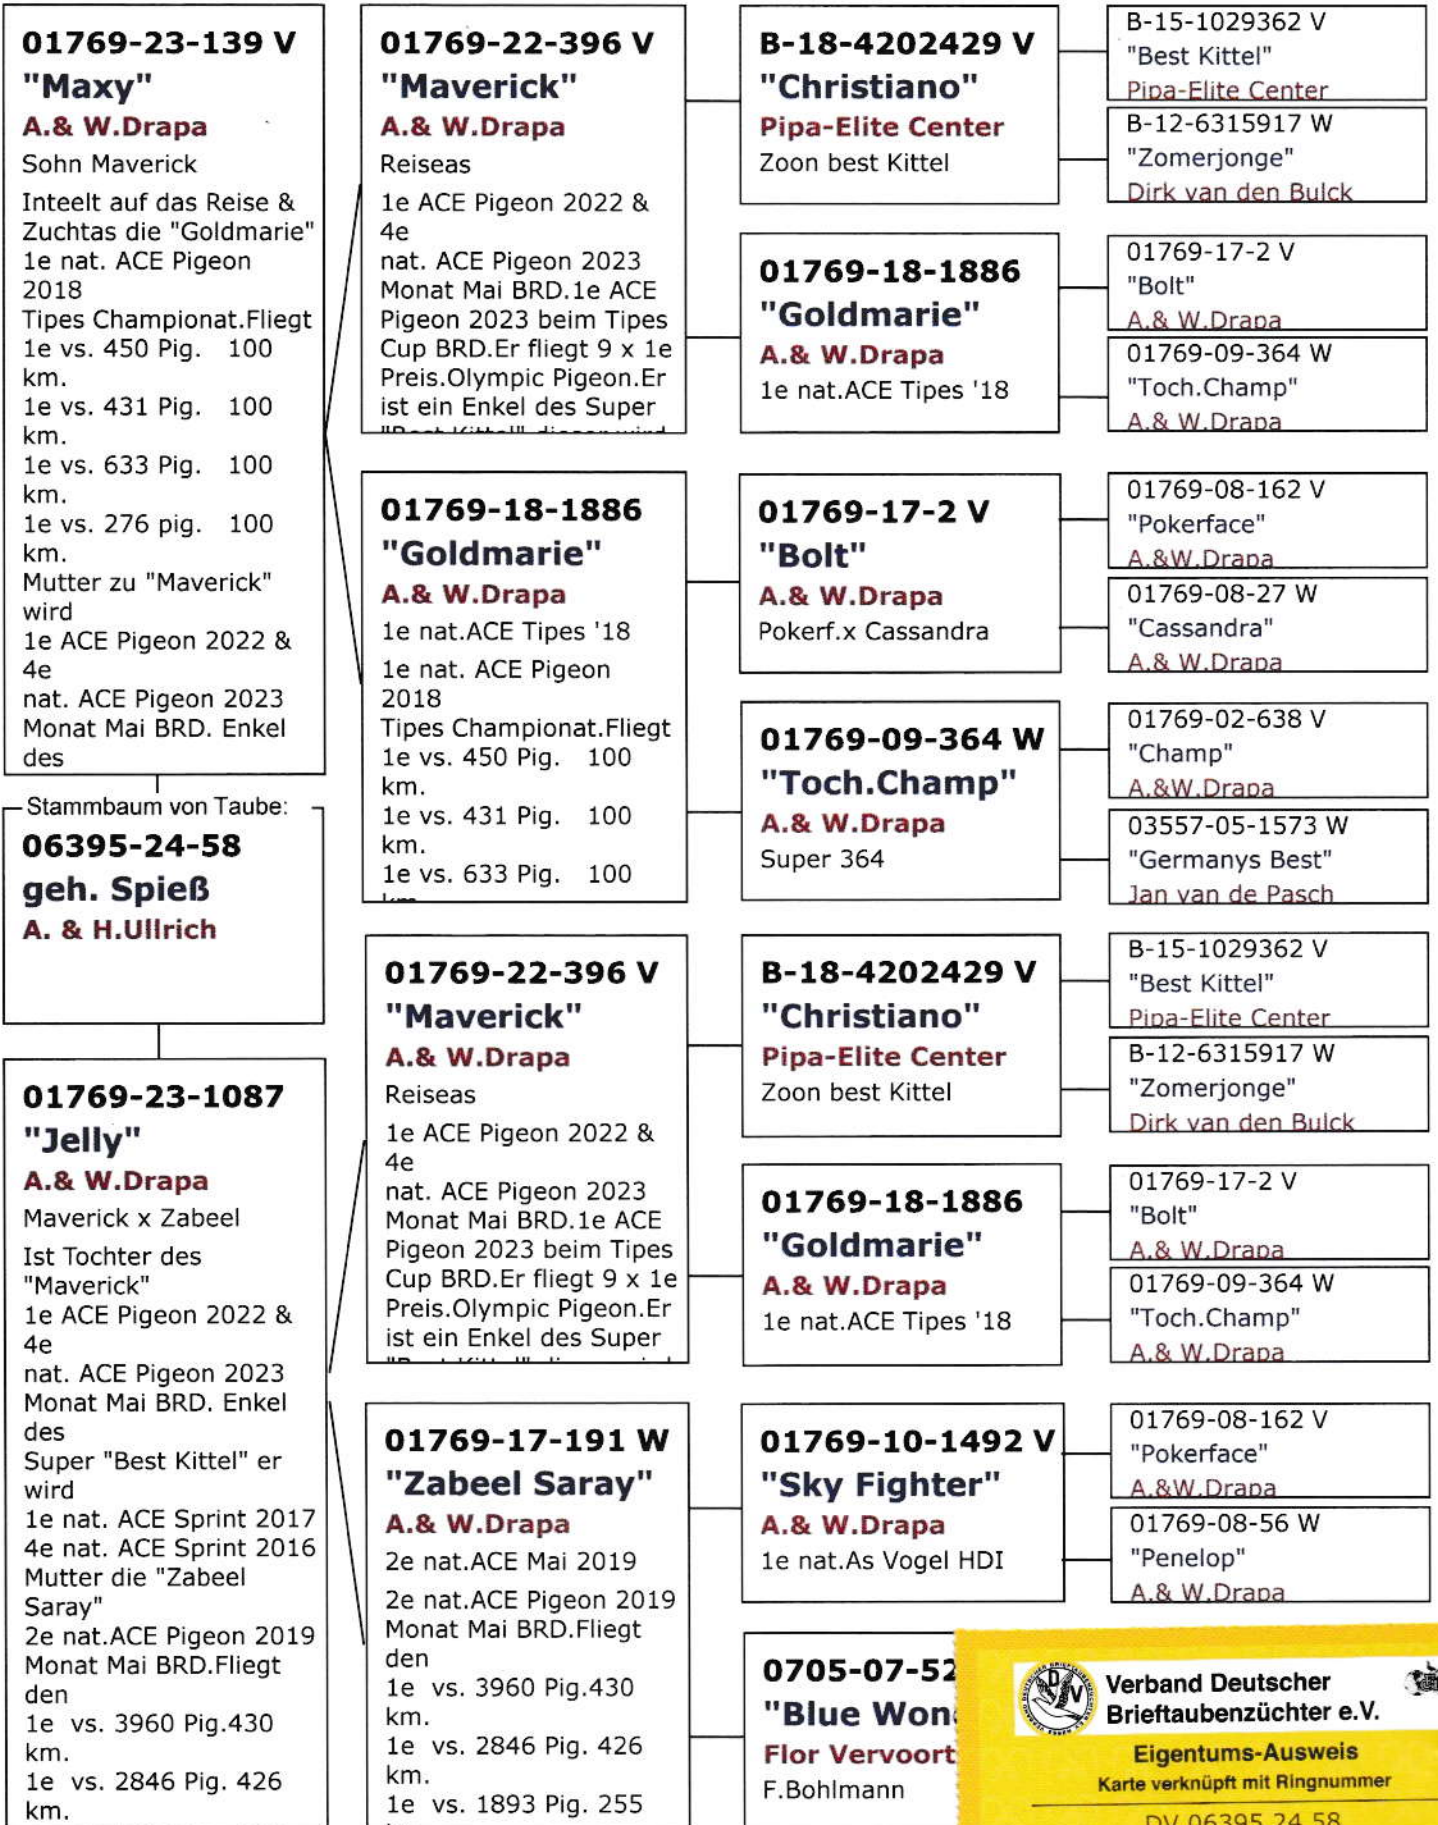 01769-23-139 V
"Maxy"
A.& W.Drapa
Sohn Maverick
Inteelt auf das Reise &
Zuchtas die "Goldmarie"
1e nat. ACE Pigeon
2018
Tipes Championat.Fliegt
1e vs. 450 Pig. 100
km.
1e vs. 431 Pig. 100
km.
1e vs. 633 Pig. 100
km.
1e vs. 276 pig. 100
km.
Mutter zu "Maverick"
wird
1e ACE Pigeon 2022 &
4e
nat. ACE Pigeon 2023
Monat Mai BRD. Enkel
des
Stammbaum von Taube:
06395-24-58
geh. Spieß
A. & H.Ullrich
01769-23-1087
"Jelly"
A.& W.Drapa
Maverick x Zabeel
Ist Tochter des
"Maverick"
1e ACE Pigeon 2022 &
4e
nat. ACE Pigeon 2023
Monat Mai BRD. Enkel
des
Super "Best Kittel" er
wird
1e nat. ACE Sprint 2017
4e nat. ACE Sprint 2016
Mutter die "Zabeel
Saray"
2e nat.ACE Pigeon 2019
Monat Mai BRD.Fliegt
den
1e vs. 3960 Pig.430
km.
1e vs. 2846 Pig. 426
km.
01769-22-396 V
"Maverick"
A.& W.Drapa
Reiseas
1e ACE Pigeon 2022 &
4e
nat. ACE Pigeon 2023
Monat Mai BRD.1e ACE
Pigeon 2023 beim Tipes
Cup BRD.Er fliegt 9 x 1e
Preis.Olympic Pigeon.Er
ist ein Enkel des Super
"Best Kittel" dieser wird
01769-18-1886
"Goldmarie"
A.& W.Drapa
1e nat.ACE Tipes '18
1e nat. ACE Pigeon
2018
Tipes Championat.Fliegt
1e vs. 450 Pig. 100
km.
1e vs. 431 Pig. 100
km.
1e vs. 633 Pig. 100
km
01769-22-396 V
"Maverick"
A.& W.Drapa
Reiseas
1e ACE Pigeon 2022 &
4e
nat. ACE Pigeon 2023
Monat Mai BRD.1e ACE
Pigeon 2023 beim Tipes
Cup BRD.Er fliegt 9 x 1e
Preis.Olympic Pigeon.Er
ist ein Enkel des Super
01769-17-191 W
"Zabeel Saray"
A.& W.Drapa
2e nat.ACE Mai 2019
2e nat.ACE Pigeon 2019
Monat Mai BRD.Fliegt
den
1e vs. 3960 Pig.430
km.
1e vs. 2846 Pig. 426
km.
1e vs. 1893 Pig. 255
B-18-4202429 V
"Christiano"
Pipa-Elite Center
Zoon best Kittel
01769-18-1886
"Goldmarie"
A.& W.Drapa
1e nat.ACE Tipes '18
01769-17-2 V
"Bolt"
A.& W.Drapa
Pokerf.x Cassandra
01769-09-364 W
"Toch.Champ"
A.& W.Drapa
Super 364
B-18-4202429 V
"Christiano"
Pipa-Elite Center
Zoon best Kittel
01769-18-1886
"Goldmarie"
A.& W.Drapa
1e nat.ACE Tipes '18
01769-10-1492 V
"Sky Fighter"
A.& W.Drapa
1e nat.As Vogel HDI
0705-07-52
"Blue Won
Flor Vervoort
F.Bohlmann
B-15-1029362 V
"Best Kittel"
Pipa-Elite Center
B-12-6315917 W
"Zomerjonge"
Dirk van den Bulck
01769-17-2 V
"Bolt"
A.& W.Drapa
01769-09-364 W
"Toch.Champ"
A.& W.Drapa
01769-08-162 V
"Pokerface"
A.&W.Drapa
01769-08-27 W
"Cassandra"
A.& W.Drapa
01769-02-638 V
"Champ"
A.&W.Drapa
03557-05-1573 W
"Germanys Best"
Jan van de Pasch
B-15-1029362 V
"Best Kittel"
Pipa-Elite Center
B-12-6315917 W
"Zomerjonge"
Dirk van den Bulck
01769-17-2 V
"Bolt"
A.& W.Drapa
01769-09-364 W
"Toch.Champ"
A.& W.Drapa
01769-08-162 V
"Pokerface"
A.&W.Drapa
01769-08-56 W
"Penelop"
A.& W.Drapa
Verband Deutscher
Brieftaubenzüchter e.V.
Eigentums-Ausweis
Karte verknüpft mit Ringnummer
DV 06395 24 58